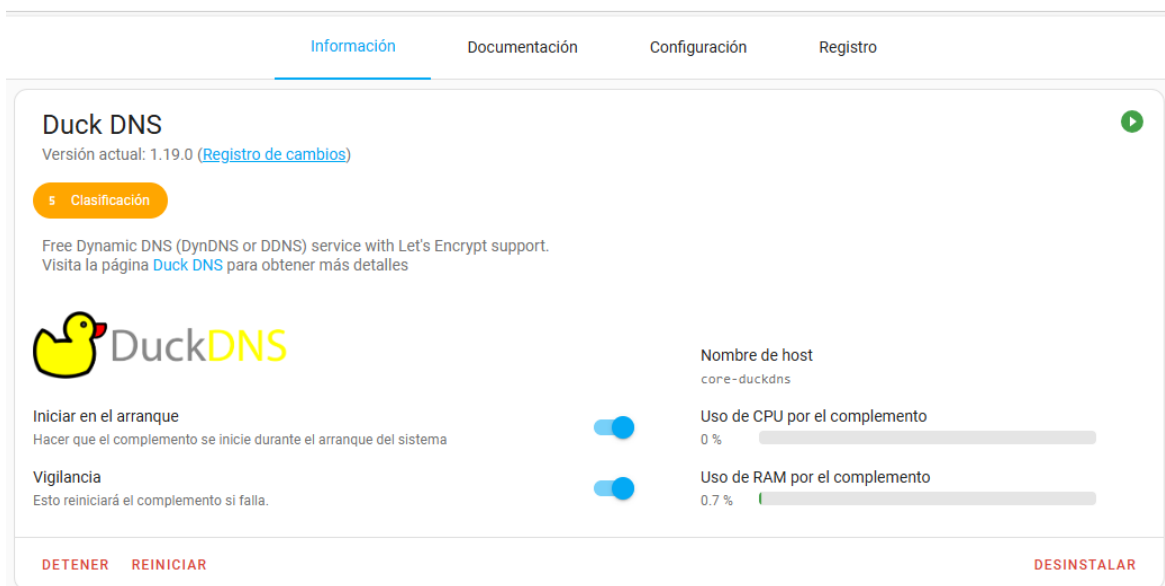 Información Documentación Configuración Registro
Duck DNS
Versión actual: 1.19.0 (Registro de cambios)
5 Clasificación
Free Dynamic DNS (DynDNS or DDNS) service with Let's Encrypt support.
Visita la página Duck DNS para obtener más detalles
DuckDNS
Iniciar en el arranque
Hacer que el complemento se inicie durante el arranque del sistema
Vigilancia
Esto reiniciará el complemento si falla.
Nombre de host
core-duckdns
Uso de CPU por el complemento
0 %
Uso de RAM por el complemento
0.7 %
DETENER REINICIAR DESINSTALAR